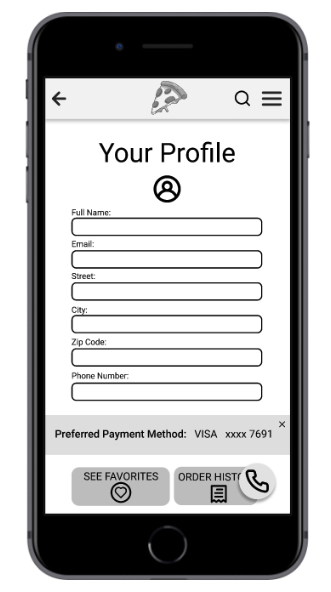 Your Profile
Full Name:
Email:
Street:
City:
Zip Code:
Phone Number:
Preferred Payment Method: VISA xxxx 7691
SEE FAVORITES
ORDER HIST